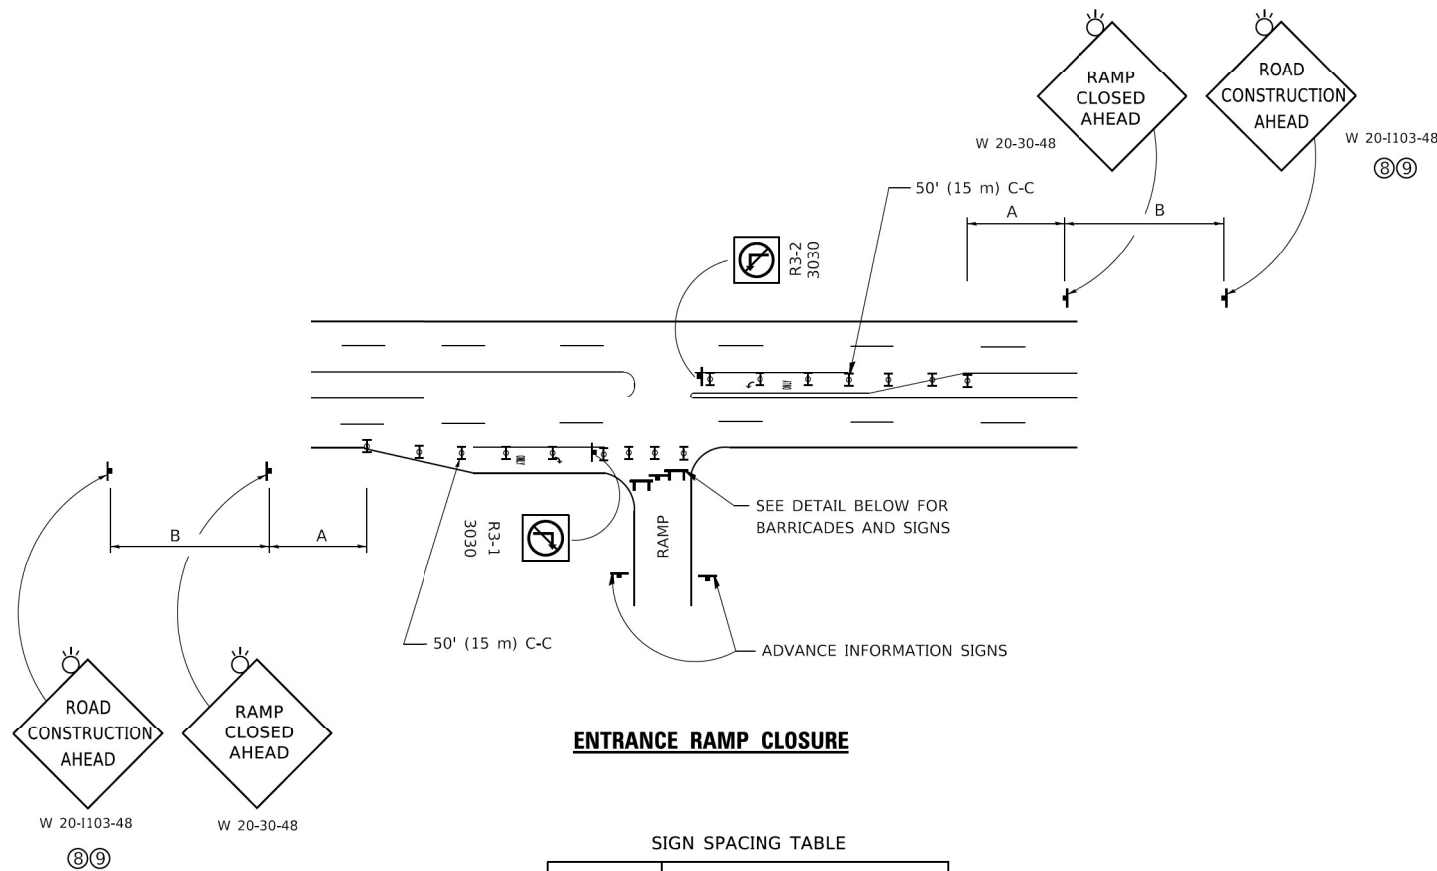 RAMP
CLOSED
AHEAD
W 20-30-48
ROAD
CONSTRUCTION
AHEAD
W 20-I103-48
⑧⑨
50' (15 m) C-C
A
B
R3-2
3030
ONLY
ONLY
B
A
R3-1
3030
RAMP
SEE DETAIL BELOW FOR
BARRICADES AND SIGNS
50' (15 m) C-C
ADVANCE INFORMATION SIGNS
ROAD
CONSTRUCTION
AHEAD
W 20-I103-48
⑧⑨
RAMP
CLOSED
AHEAD
W 20-30-48
ENTRANCE RAMP CLOSURE
SIGN SPACING TABLE